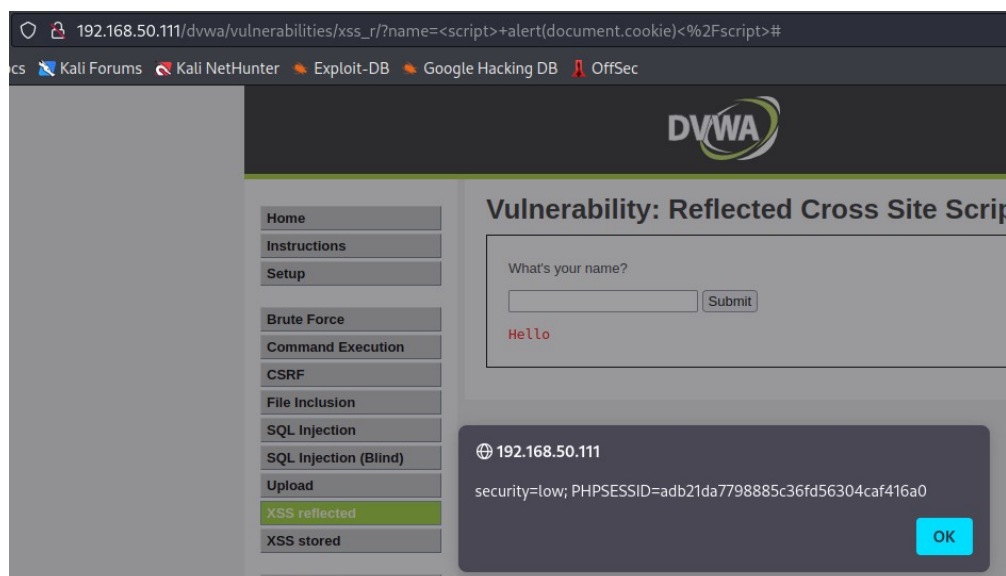 192.168.50.111/dvwa/vulnerabilities/xss_r/?name=<script>+alert(document.cookie)<%2Fscript>#
Kali Forums Kali NetHunter Exploit-DB Google Hacking DB OffSec
DVWA
Home
Instructions
Setup
Brute Force
Command Execution
CSRF
File Inclusion
SQL Injection
SQL Injection (Blind)
Upload
XSS reflected
XSS stored
Vulnerability: Reflected Cross Site
What's your name?
Submit
Hello
192.168.50.111
security=low; PHPSESSID=adb21da7798885c36fd56304caf416a0
OK